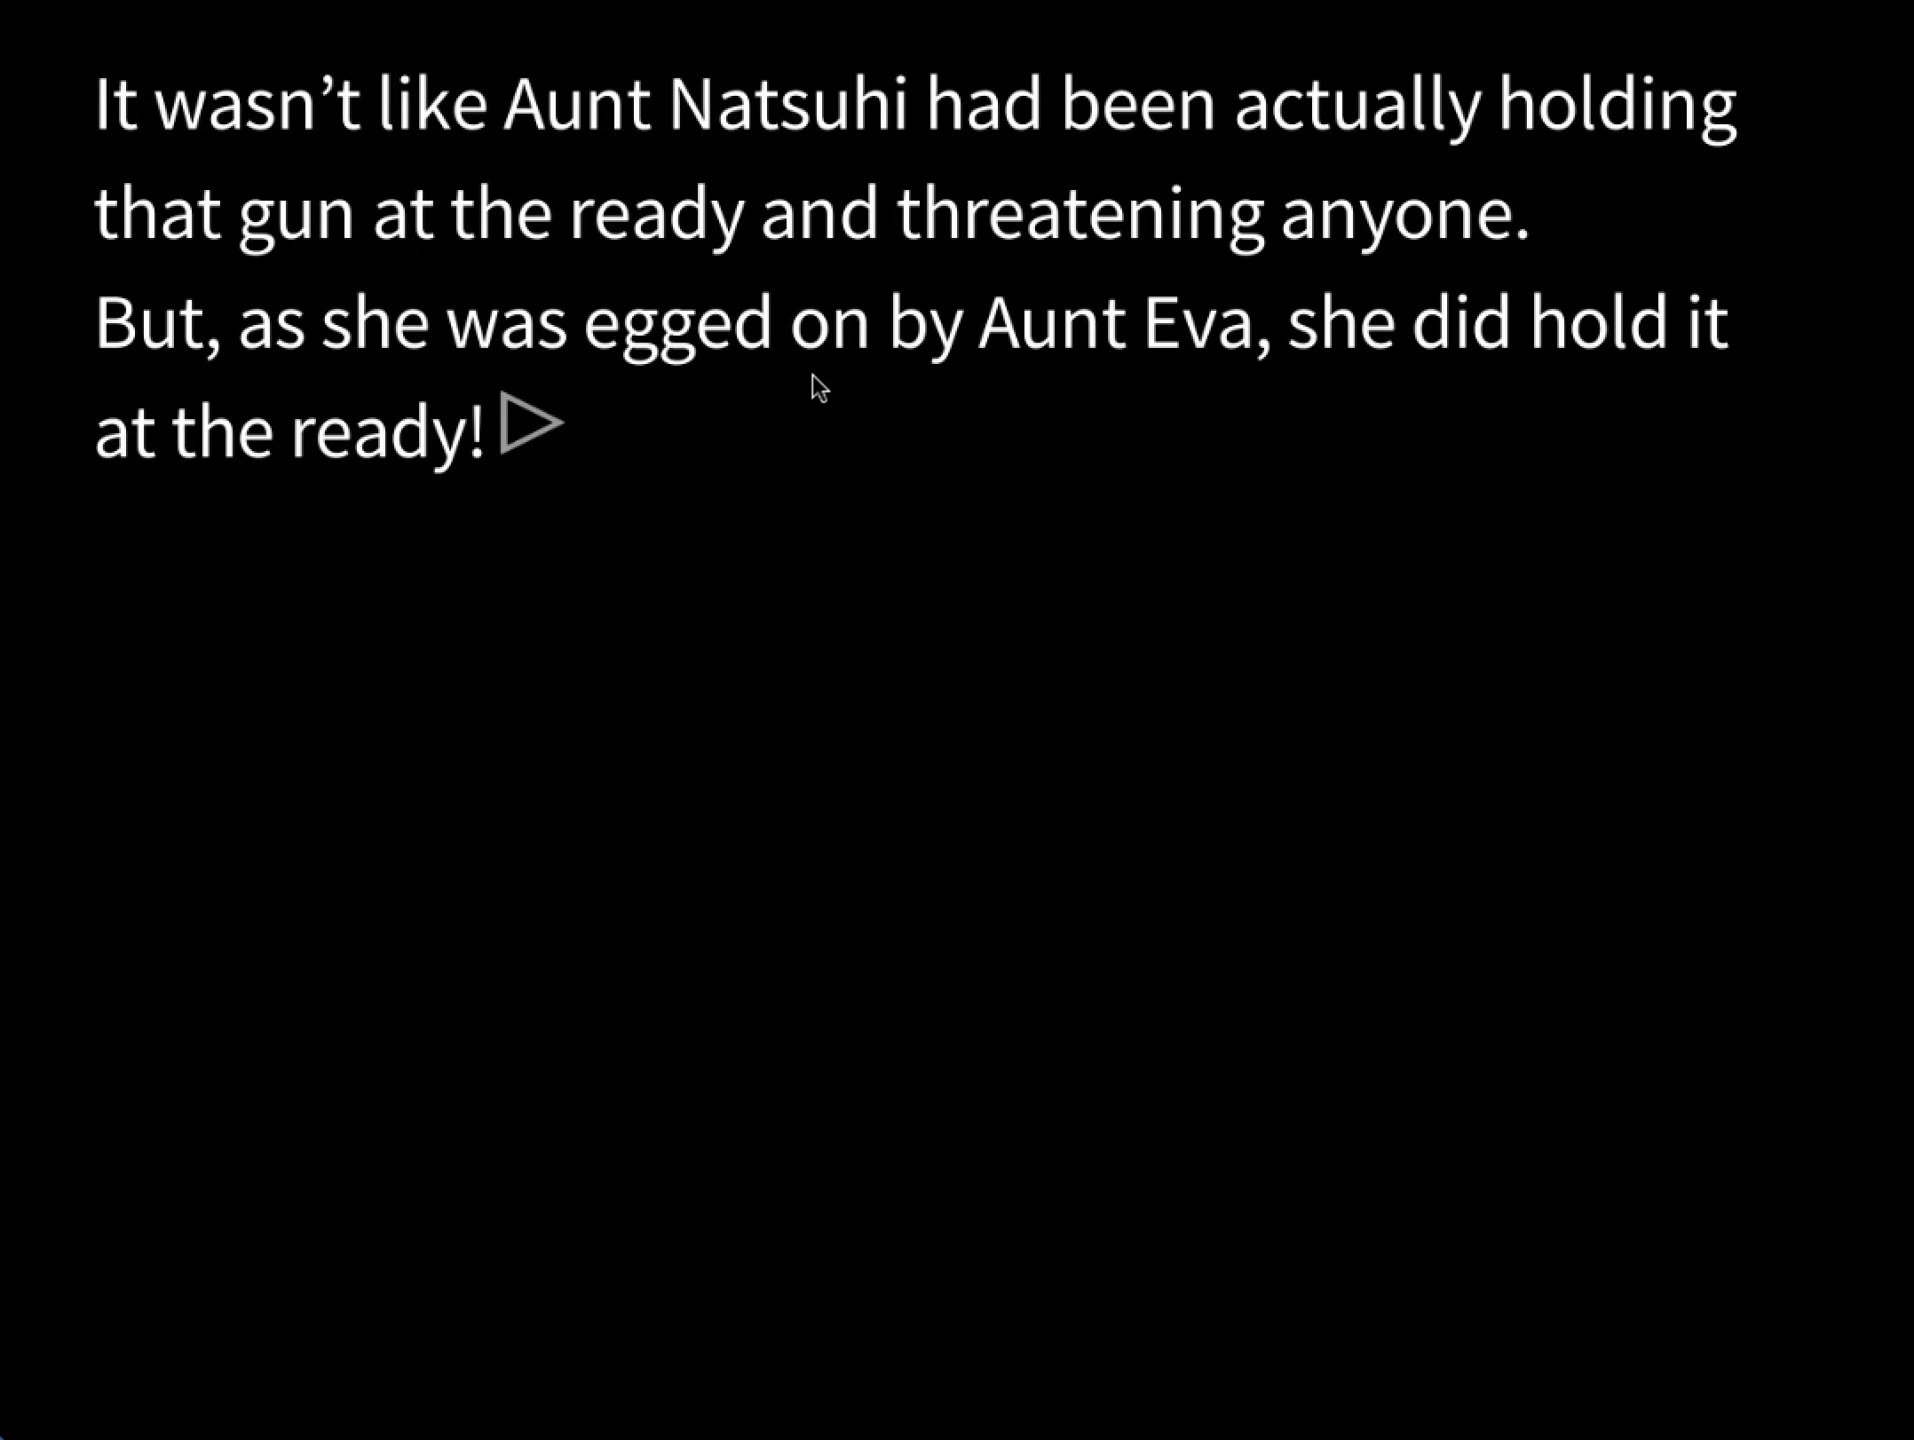 It wasn’t like Aunt Natsuhi had been actually holding
that gun at the ready and threatening anyone.
But, as she was egged on by Aunt Eva, she did hold it
at the ready!